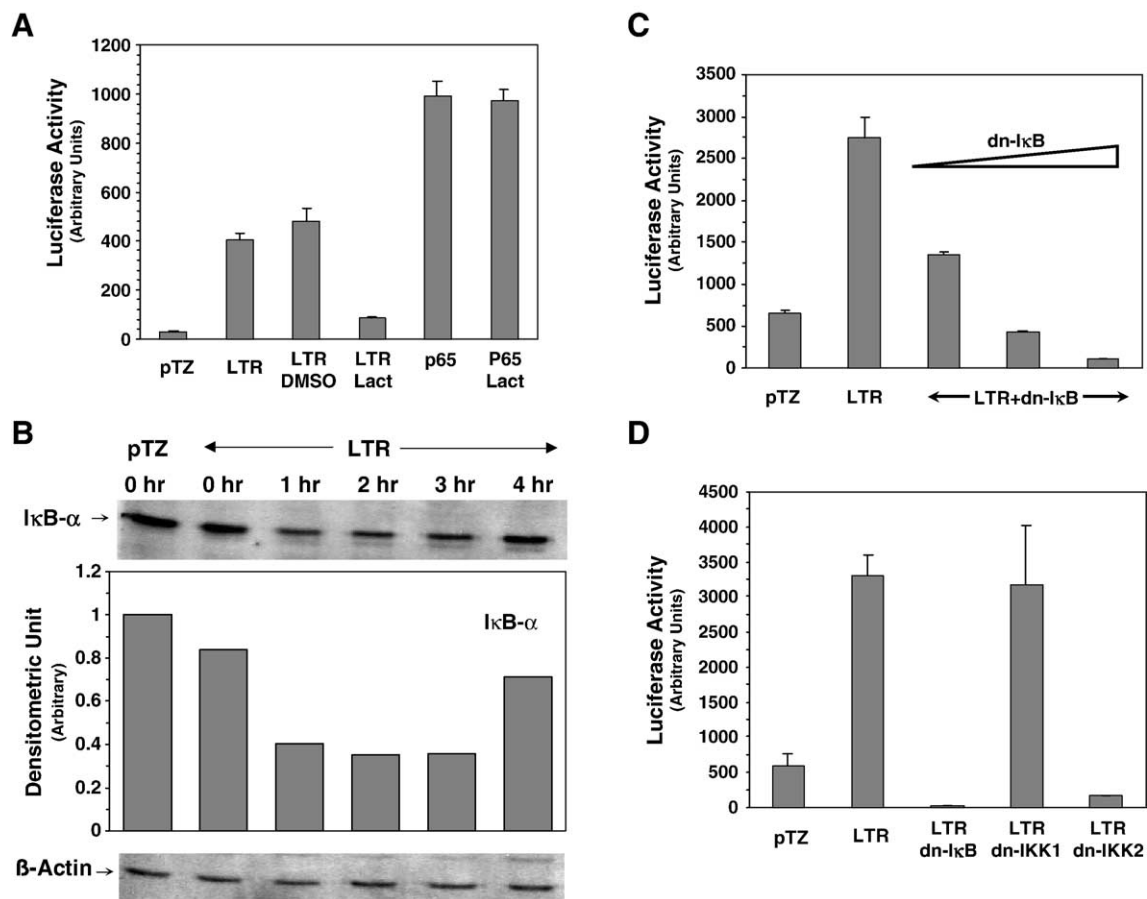 A
Luciferase Activity
(Arbitrary Units)
1200
1000
800
600
400
200
0
pTZ
LTR
LTR
DMSO
LTR
Lact
p65
P65
Lact
B
pTZ
LTR
0 hr
0 hr
1 hr
2 hr
3 hr
4 hr
IκB-α →
Densitometric Unit
(Arbitrary)
1.2
1
0.8
0.6
0.4
0.2
0
IκB-α
ß-Actin→
C
Luciferase Activity
(Arbitrary Units)
3500
3000
2500
2000
1500
1000
500
0
dn-IκB
pTZ
LTR
LTR+dn-IκB
D
Luciferase Activity
(Arbitrary Units)
4500
4000
3500
3000
2500
2000
1500
1000
500
0
pTZ
LTR
LTR
dn-IκB
LTR
dn-IKK1
LTR
dn-IKK2